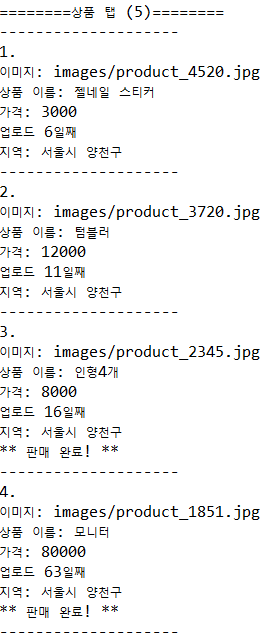 ========상품 탭 (5)========
--------------------
1.
이미지: images/product_4520.jpg
상품 이름: 젤네일 스티커
가격: 3000
업로드 6일째
지역: 서울시 양천구
--------------------
2.
이미지: images/product_3720.jpg
상품 이름: 텀블러
가격: 12000
업로드 11일째
지역: 서울시 양천구
--------------------
3.
이미지: images/product_2345.jpg
상품 이름: 인형4개
가격: 8000
업로드 16일째
지역: 서울시 양천구
** 판매 완료! **
--------------------
4.
이미지: images/product_1851.jpg
상품 이름: 모니터
가격: 80000
업로드 63일째
지역: 서울시 양천구
** 판매 완료! **
--------------------